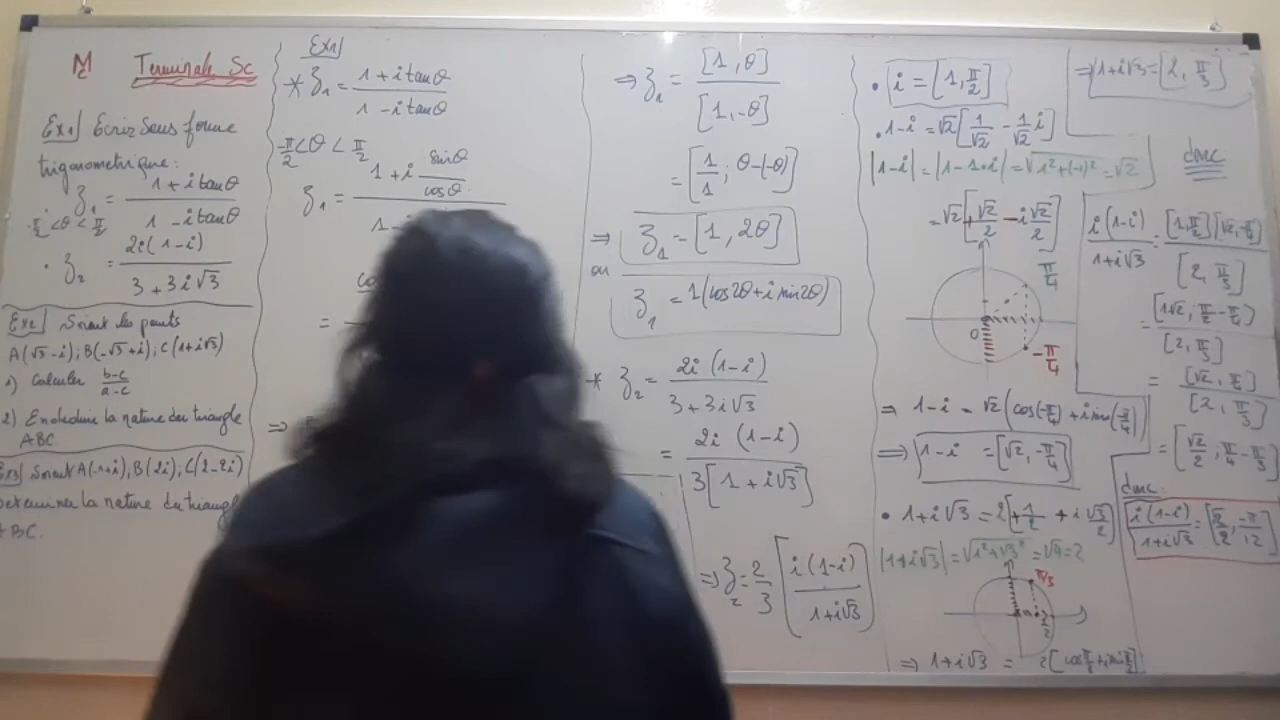 Mc Terminale Sc
Ex1) Ecrire sous forme
trigonometrique:
z₁ = (1 + i tanθ)/(1 - i tanθ)
-π/2 < θ < π/2
• z₂ = 2i(1-i)/(3 + 3i√3)
Ex2) Soient les points
A(√3 - i); B(-√3 + i); C(1+i√3)
1) Calculer (b-c)/(a-c)
2) En deduire la nature du triangle
ABC.
Ex3) Soient A(-1+i), B(2i); C(2-2i)
Determiner la nature du triangle
ABC.
Ex1)
* z₁ = (1 + i tanθ)/(1 - i tanθ)
-π/2 < θ < π/2
1 + i sinθ/cosθ
z₁ =
=
⇒
⇒ z₁ = [1, θ]/[1, -θ]
= [1/1; θ-(-θ)]
⇒ z₁ = [1, 2θ]
ou
z₁ = 1(cos2θ + i sin2θ)
* z₂ = 2i (1-i)/(3+3i√3)
= 2i (1-i)/3[1 + i√3]
⇒ z₂ = 2/3 [i(1-i)/(1+i√3)]
• i = [1, π/2]
• 1-i = √2[1/√2 - 1/√2 i]
|1-i| = |1-1×i| = √(1²+(-1)²) = √2
= √2[+√2/2 - i√2/2]
π/4
0
-π/4
⇒ 1-i = √2(cos(-π/4) + i sin(-π/4))
⇒ 1-i = [√2, -π/4]
• 1+i√3 = 2[+1/2 + i√3/2]
|1+i√3| = √(1²+√3²) = √4 = 2
π/3
1/2
⇒ 1+i√3 = 2[cosπ/3 + i sinπ/3]
⇒ 1+i√3 = [2, π/3]
donc
i(1-i)/(1+i√3) = [1, π/2][√2, -π/4]/[2, π/3]
= [1√2, π/2 - π/4]/[2, π/3]
= [√2, π/4]/[2, π/3]
= [√2/2, π/4 - π/3]
donc:
i(1-i)/(1+i√3) = [√2/2, -π/12]